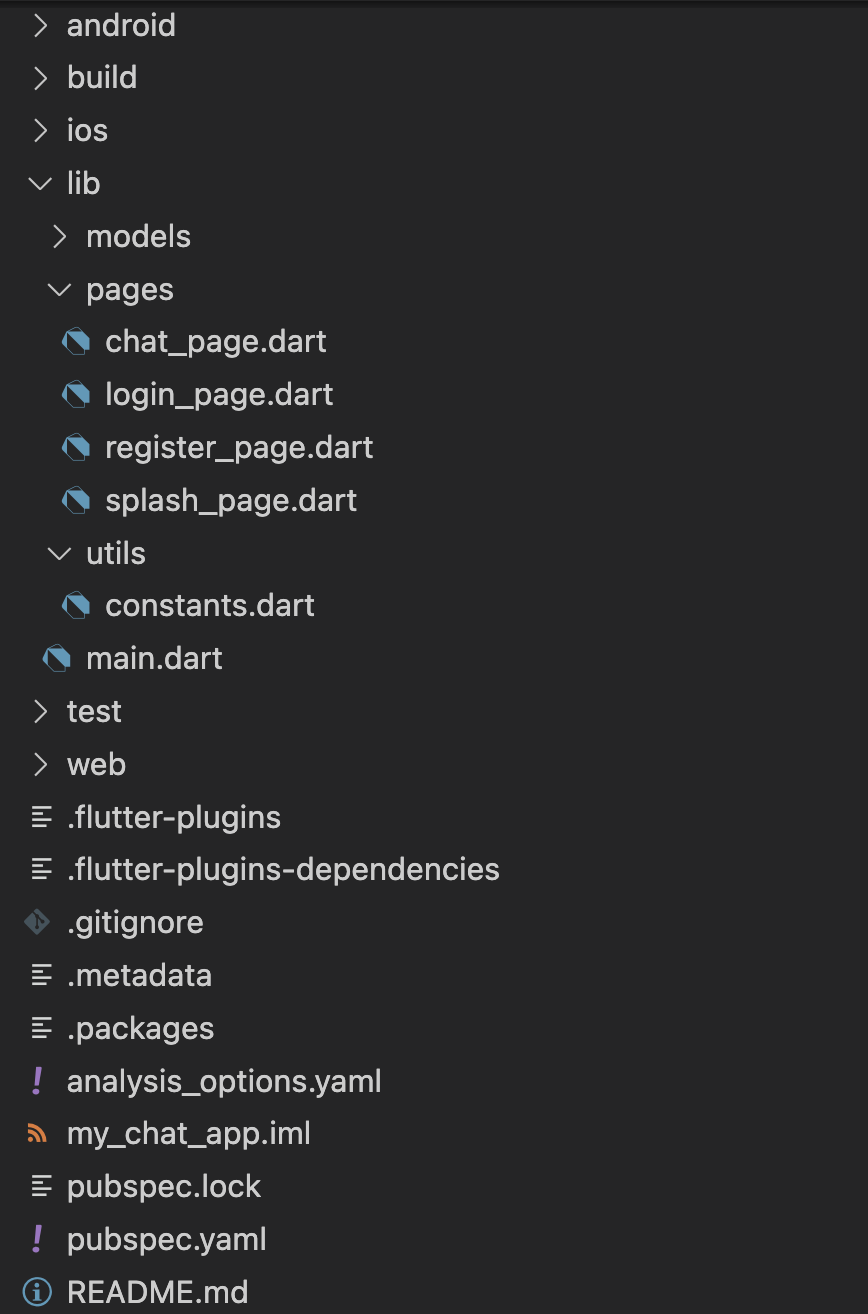 android
build
ios
lib
models
pages
chat_page.dart
login_page.dart
register_page.dart
splash_page.dart
utils
constants.dart
main.dart
test
web
.flutter-plugins
.flutter-plugins-dependencies
.gitignore
.metadata
.packages
analysis_options.yaml
my_chat_app.iml
pubspec.lock
pubspec.yaml
README.md